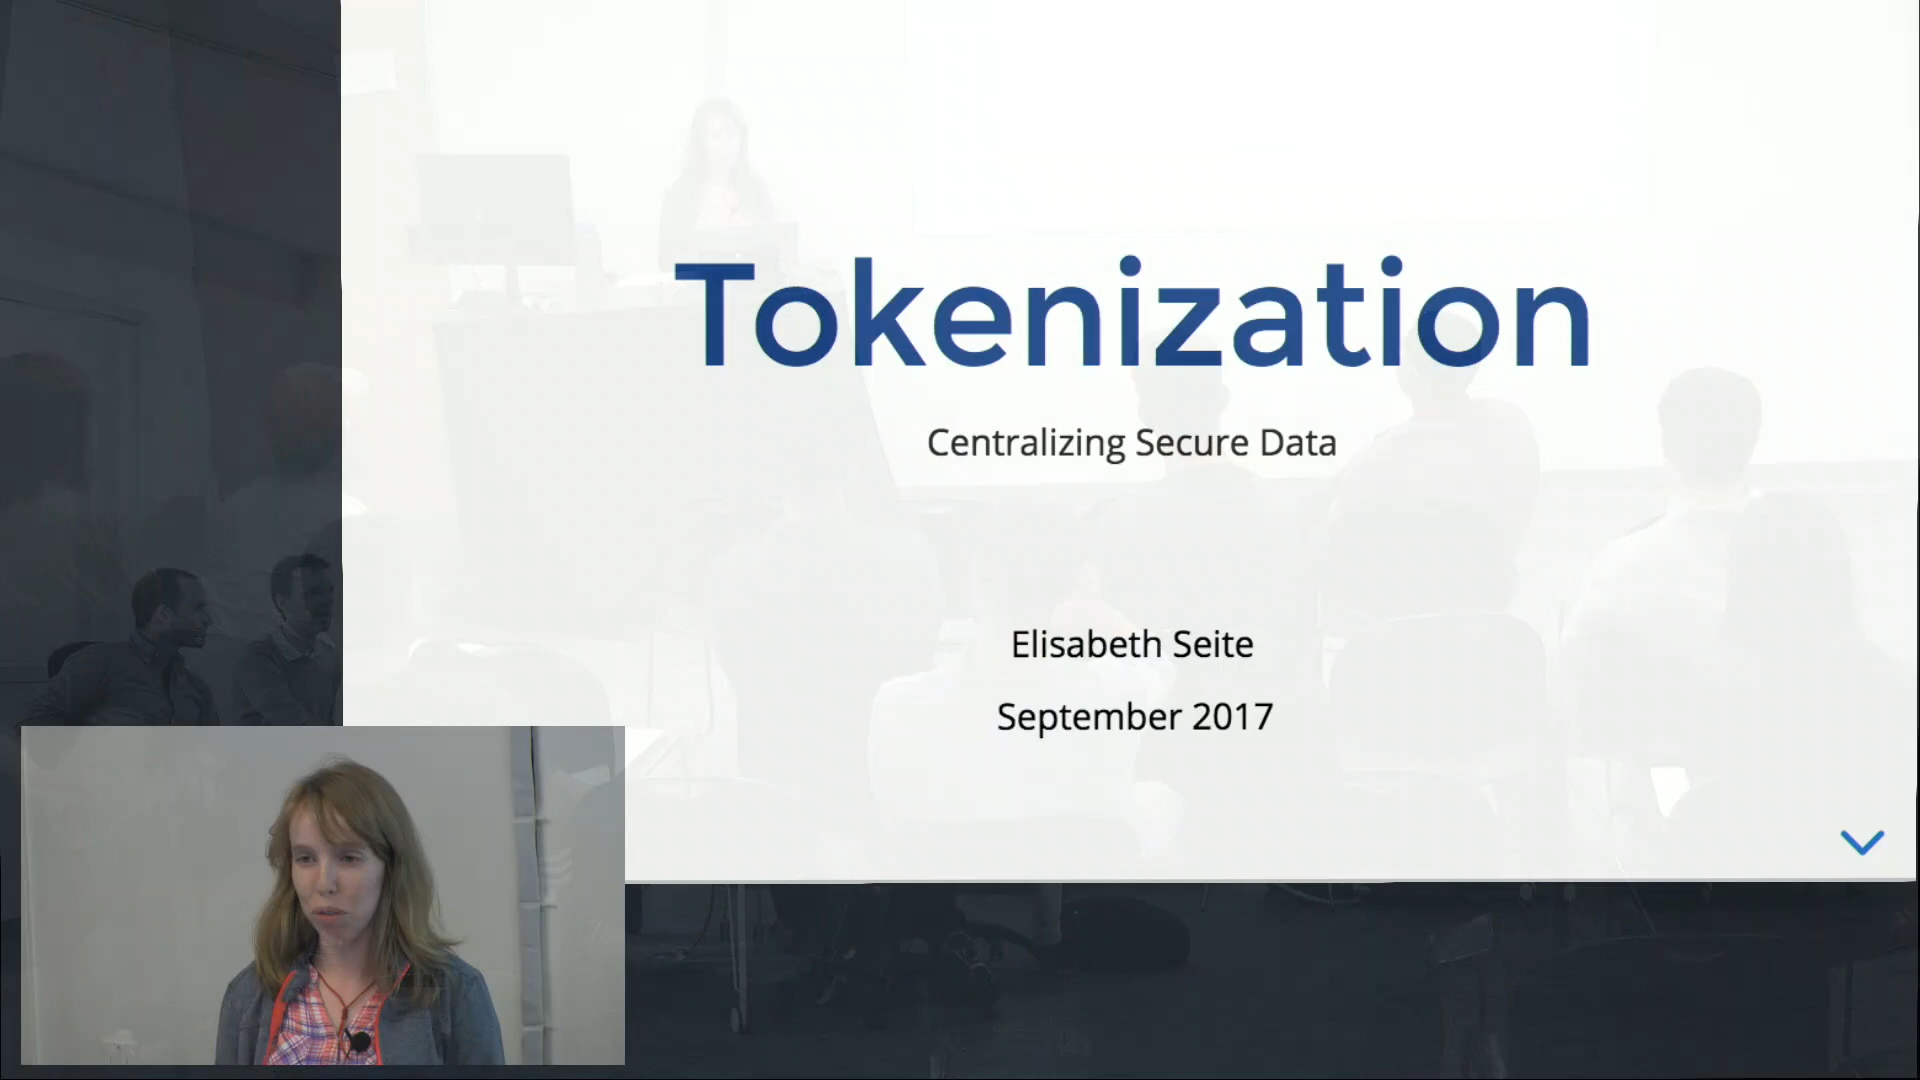 Tokenization
Centralizing Secure Data
Elisabeth Seite
September 2017